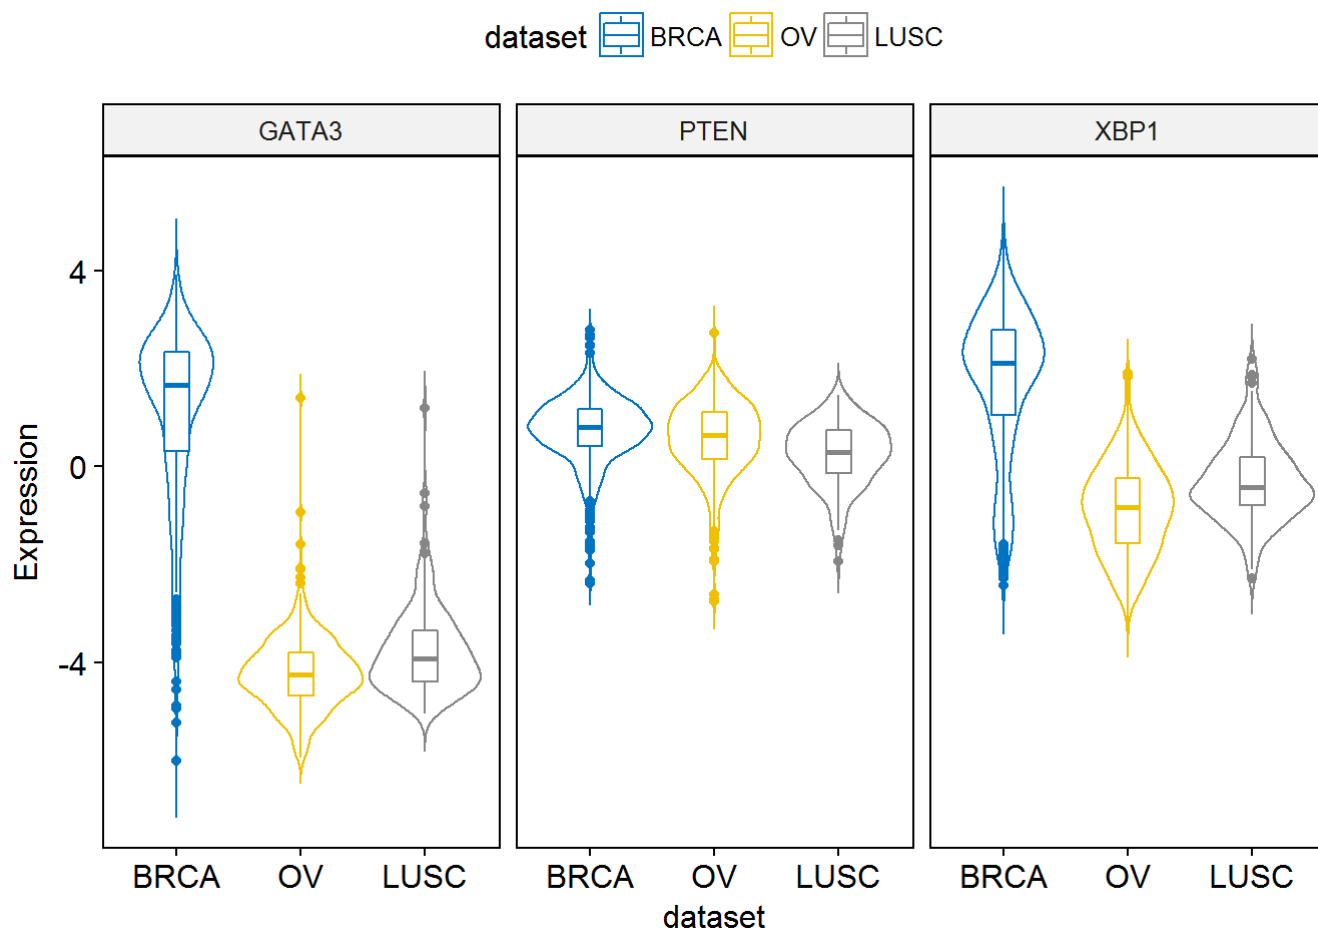 dataset BRCA OV LUSC
GATA3 PTEN XBP1
4
0
-4
Expression
BRCA OV LUSC BRCA OV LUSC BRCA OV LUSC
dataset